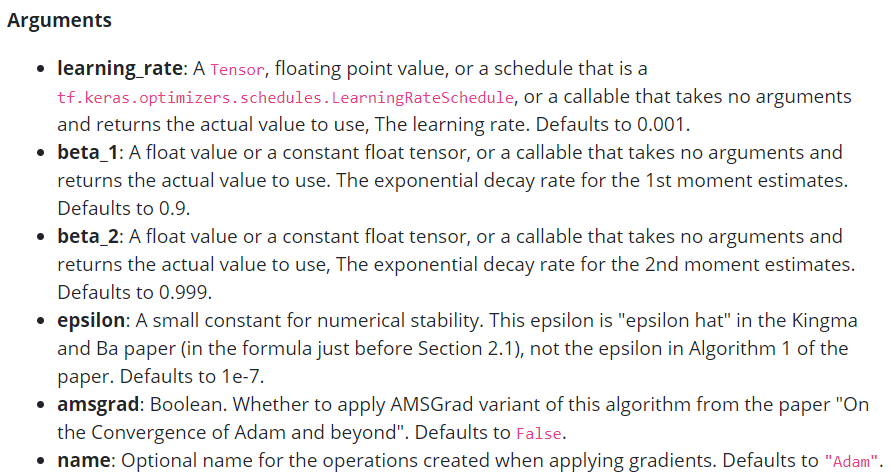 Arguments
• learning_rate: A Tensor, floating point value, or a schedule that is a
tf.keras.optimizers.schedules.LearningRateSchedule, or a callable that takes no arguments
and returns the actual value to use, The learning rate. Defaults to 0.001.
• beta_1: A float value or a constant float tensor, or a callable that takes no arguments and
returns the actual value to use. The exponential decay rate for the 1st moment estimates.
Defaults to 0.9.
• beta_2: A float value or a constant float tensor, or a callable that takes no arguments and
returns the actual value to use, The exponential decay rate for the 2nd moment estimates.
Defaults to 0.999.
• epsilon: A small constant for numerical stability. This epsilon is "epsilon hat" in the Kingma
and Ba paper (in the formula just before Section 2.1), not the epsilon in Algorithm 1 of the
paper. Defaults to 1e-7.
• amsgrad: Boolean. Whether to apply AMSGrad variant of this algorithm from the paper "On
the Convergence of Adam and beyond". Defaults to False.
• name: Optional name for the operations created when applying gradients. Defaults to "Adam".